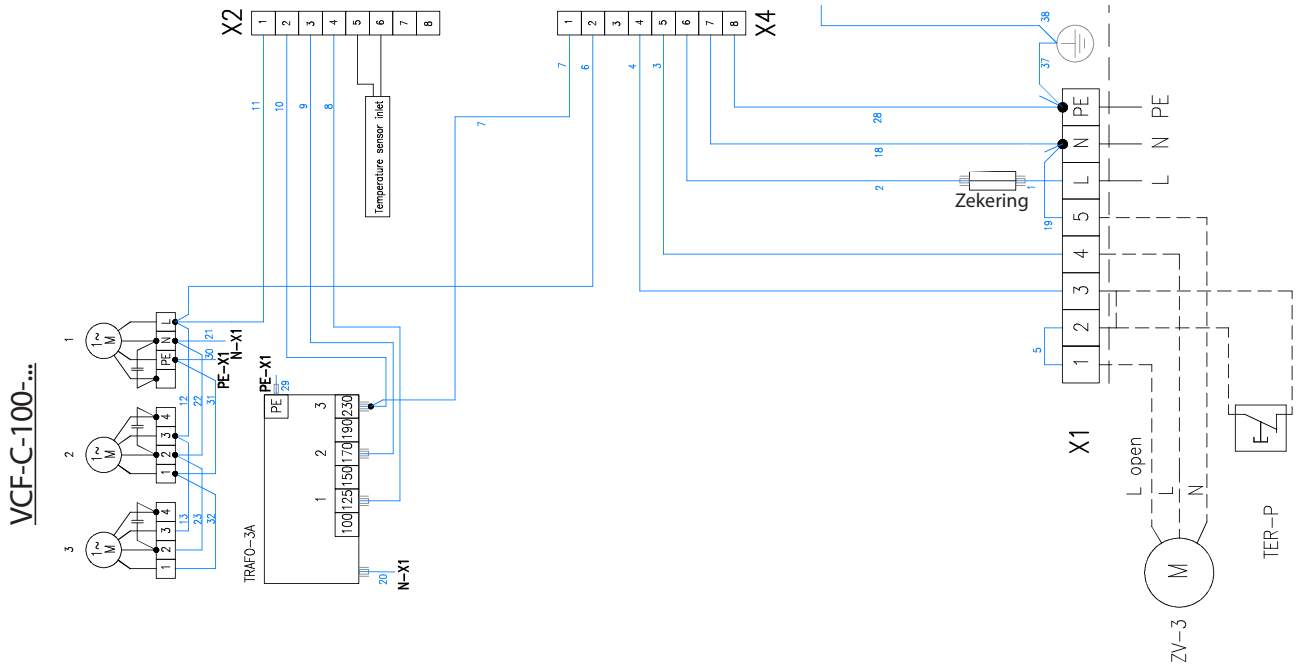 VCF-C-100-...
X2
1 2 3 4 5 6 7 8
11 10 9 8
Temperature sensor inlet
X4
1 2 3 4 5 6 7 8
7 6 4 3
7
28
18
2
1
Zekering
19
5
38
37
X1
PE
N
L
5
4
3
2
1
PE
N
L
L open
L
N
M
ZV-3
TER-P
1
1~
M
L
N
PE
21
30
N-X1
PE-X1
12
22
31
2
1~
M
4
3
2
1
13
23
32
3
1~
M
4
3
2
1
TRAFO-3A
PE
PE-X1
29
3
2
1
230
190
170
150
125
100
20
N-X1